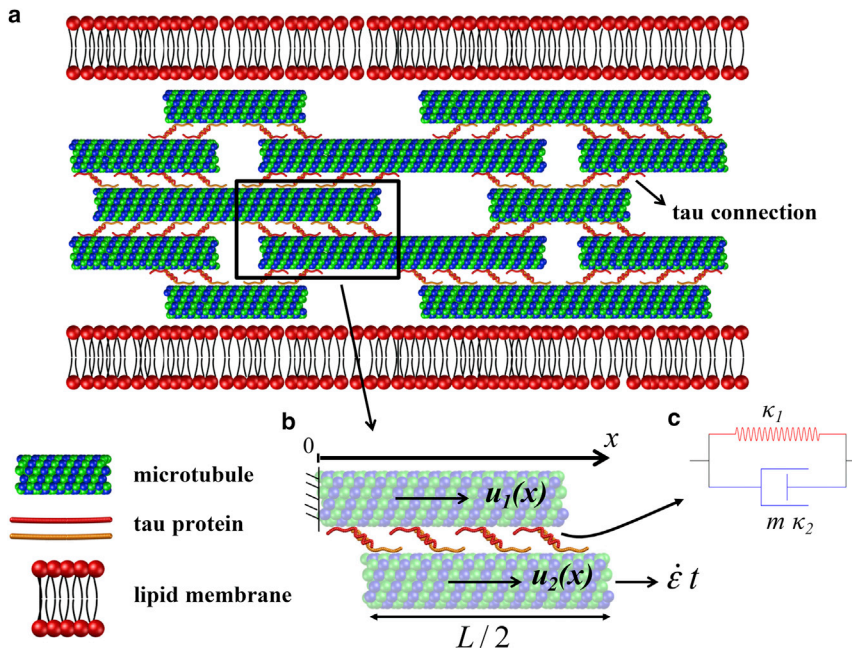 a
tau connection
b
c
κ₁
0
x
microtubule
u₁(x)
m κ₂
tau protein
u₂(x)
ε̇ t
lipid membrane
L / 2